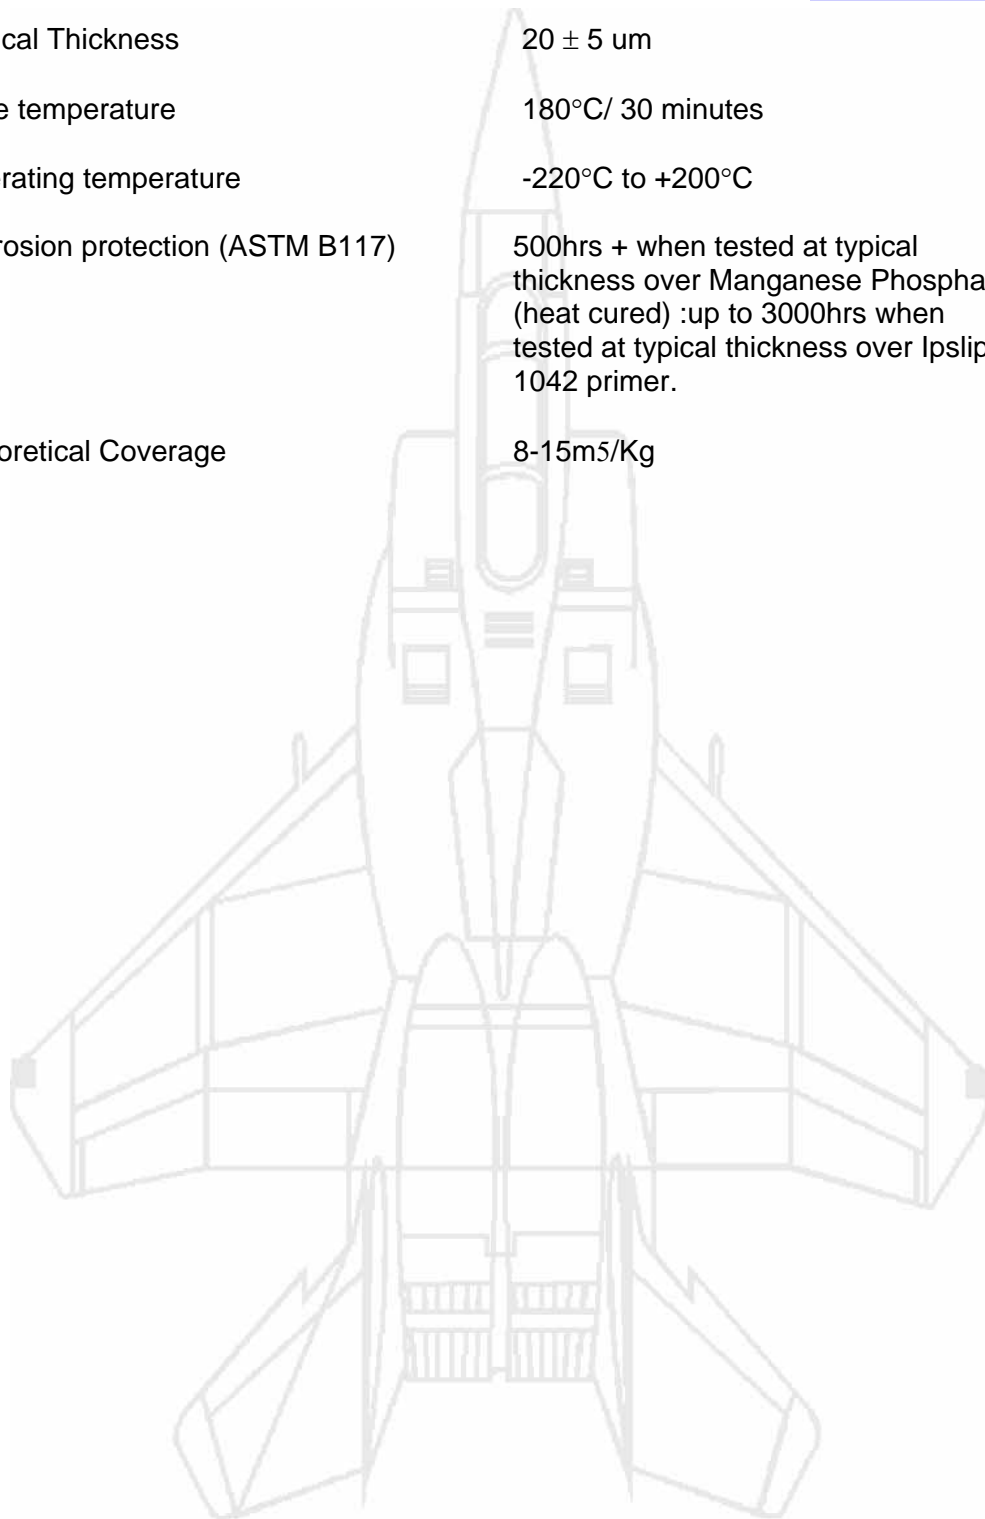 cal Thickness 20 ± 5 um
e temperature 180°C/ 30 minutes
rating temperature -220°C to +200°C
rosion protection (ASTM B117) 500hrs + when tested at typical
thickness over Manganese Phospha
(heat cured) :up to 3000hrs when
tested at typical thickness over Ipslip
1042 primer.
oretical Coverage 8-15m5/Kg